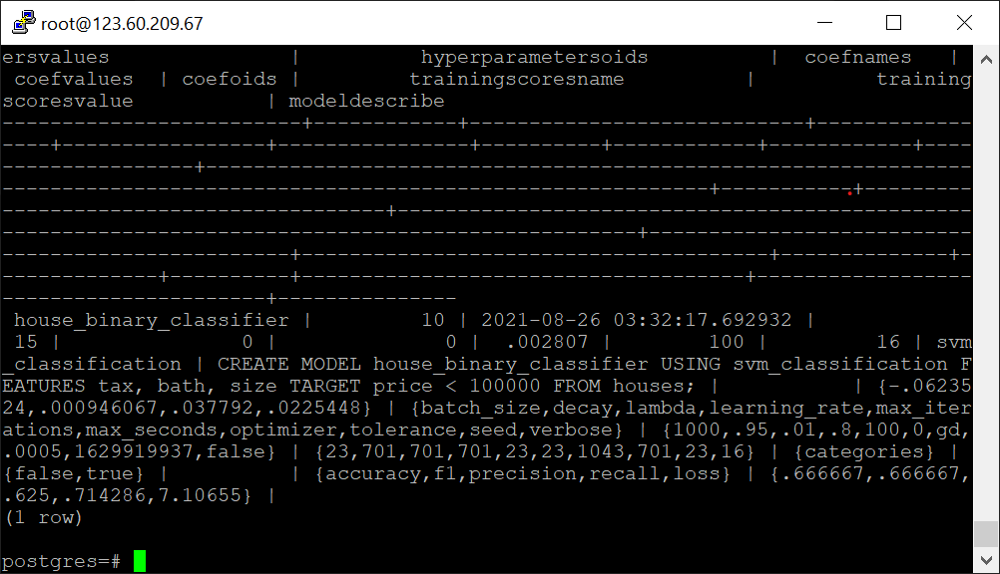 root@123.60.209.67
ersvalues                |          hyperparametersoids          |  coefnames   |
 coefvalues  | coefoids |            trainingscoresname          |          training
scoresvalue            | modeldescribe
-------------------------+------------+----------------------------+-------------
----+-----------------+----------------+----------+------------+------------+----
----------------+----------------------------------------------------------------
-----------------------------------------------------------+-----------+---------
--------------------------------+------------------------------------------------
-----------------------------------------------------+---------------------------
------------------------+---------------------------------------+--------------+-
-------------+----------+-------------------------------------+------------------
----------------------+---------------
 house_binary_classifier |         10 | 2021-08-26 03:32:17.692932 |
 15 |               0 |              0 |  .002807 |        100 |         16 | svm
_classification | CREATE MODEL house_binary_classifier USING svm_classification F
EATURES tax, bath, size TARGET price < 100000 FROM houses; |           | {-.06235
24,.000946067,.037792,.0225448} | {batch_size,decay,lambda,learning_rate,max_iter
ations,max_seconds,optimizer,tolerance,seed,verbose} | {1000,.95,.01,.8,100,0,gd,
.0005,1629919937,false} | {23,701,701,701,23,23,1043,701,23,16} | {categories} |
{false,true} |          | {accuracy,f1,precision,recall,loss} | {.666667,.666667,
.625,.714286,7.10655} |
(1 row)
postgres=#